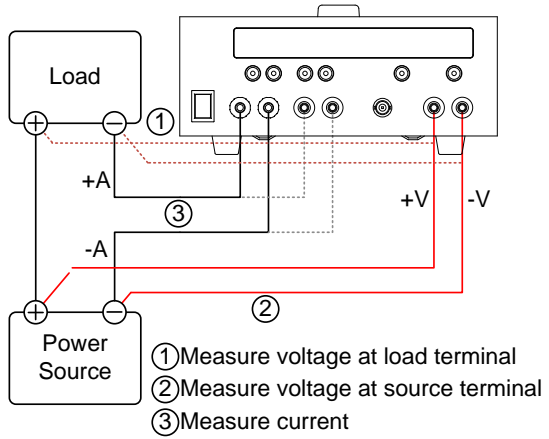 Load
+ −
①
+A
③
+V -V
-A
+ −
②
Power
Source
①Measure voltage at load terminal
②Measure voltage at source terminal
③Measure current